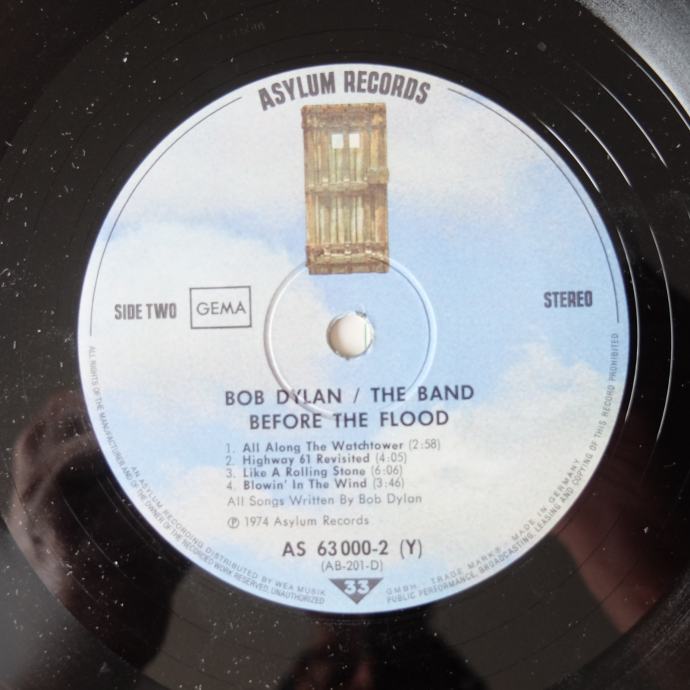 ASYLUM RECORDS
SIDE TWO
GEMA
STEREO
BOB DYLAN / THE BAND
BEFORE THE FLOOD
1. All Along The Watchtower (2:58)
2. Highway 61 Revisited (4:05)
3. Like A Rolling Stone (6:06)
4. Blowin' In The Wind (3:46)
All Songs Written By Bob Dylan
℗ 1974 Asylum Records
AS 63 000-2 (Y)
(AB-201-D)
33
AN ASYLUM RECORDING DISTRIBUTED BY WEA MUSIK GMBH. - TRADE MARK ® - MADE IN GERMANY
ALL RIGHTS OF THE MANUFACTURER AND OF THE OWNER OF THE RECORDED WORK RESERVED, UNAUTHORIZED PUBLIC PERFORMANCE, BROADCASTING, LEASING AND COPYING OF THIS RECORD PROHIBITED